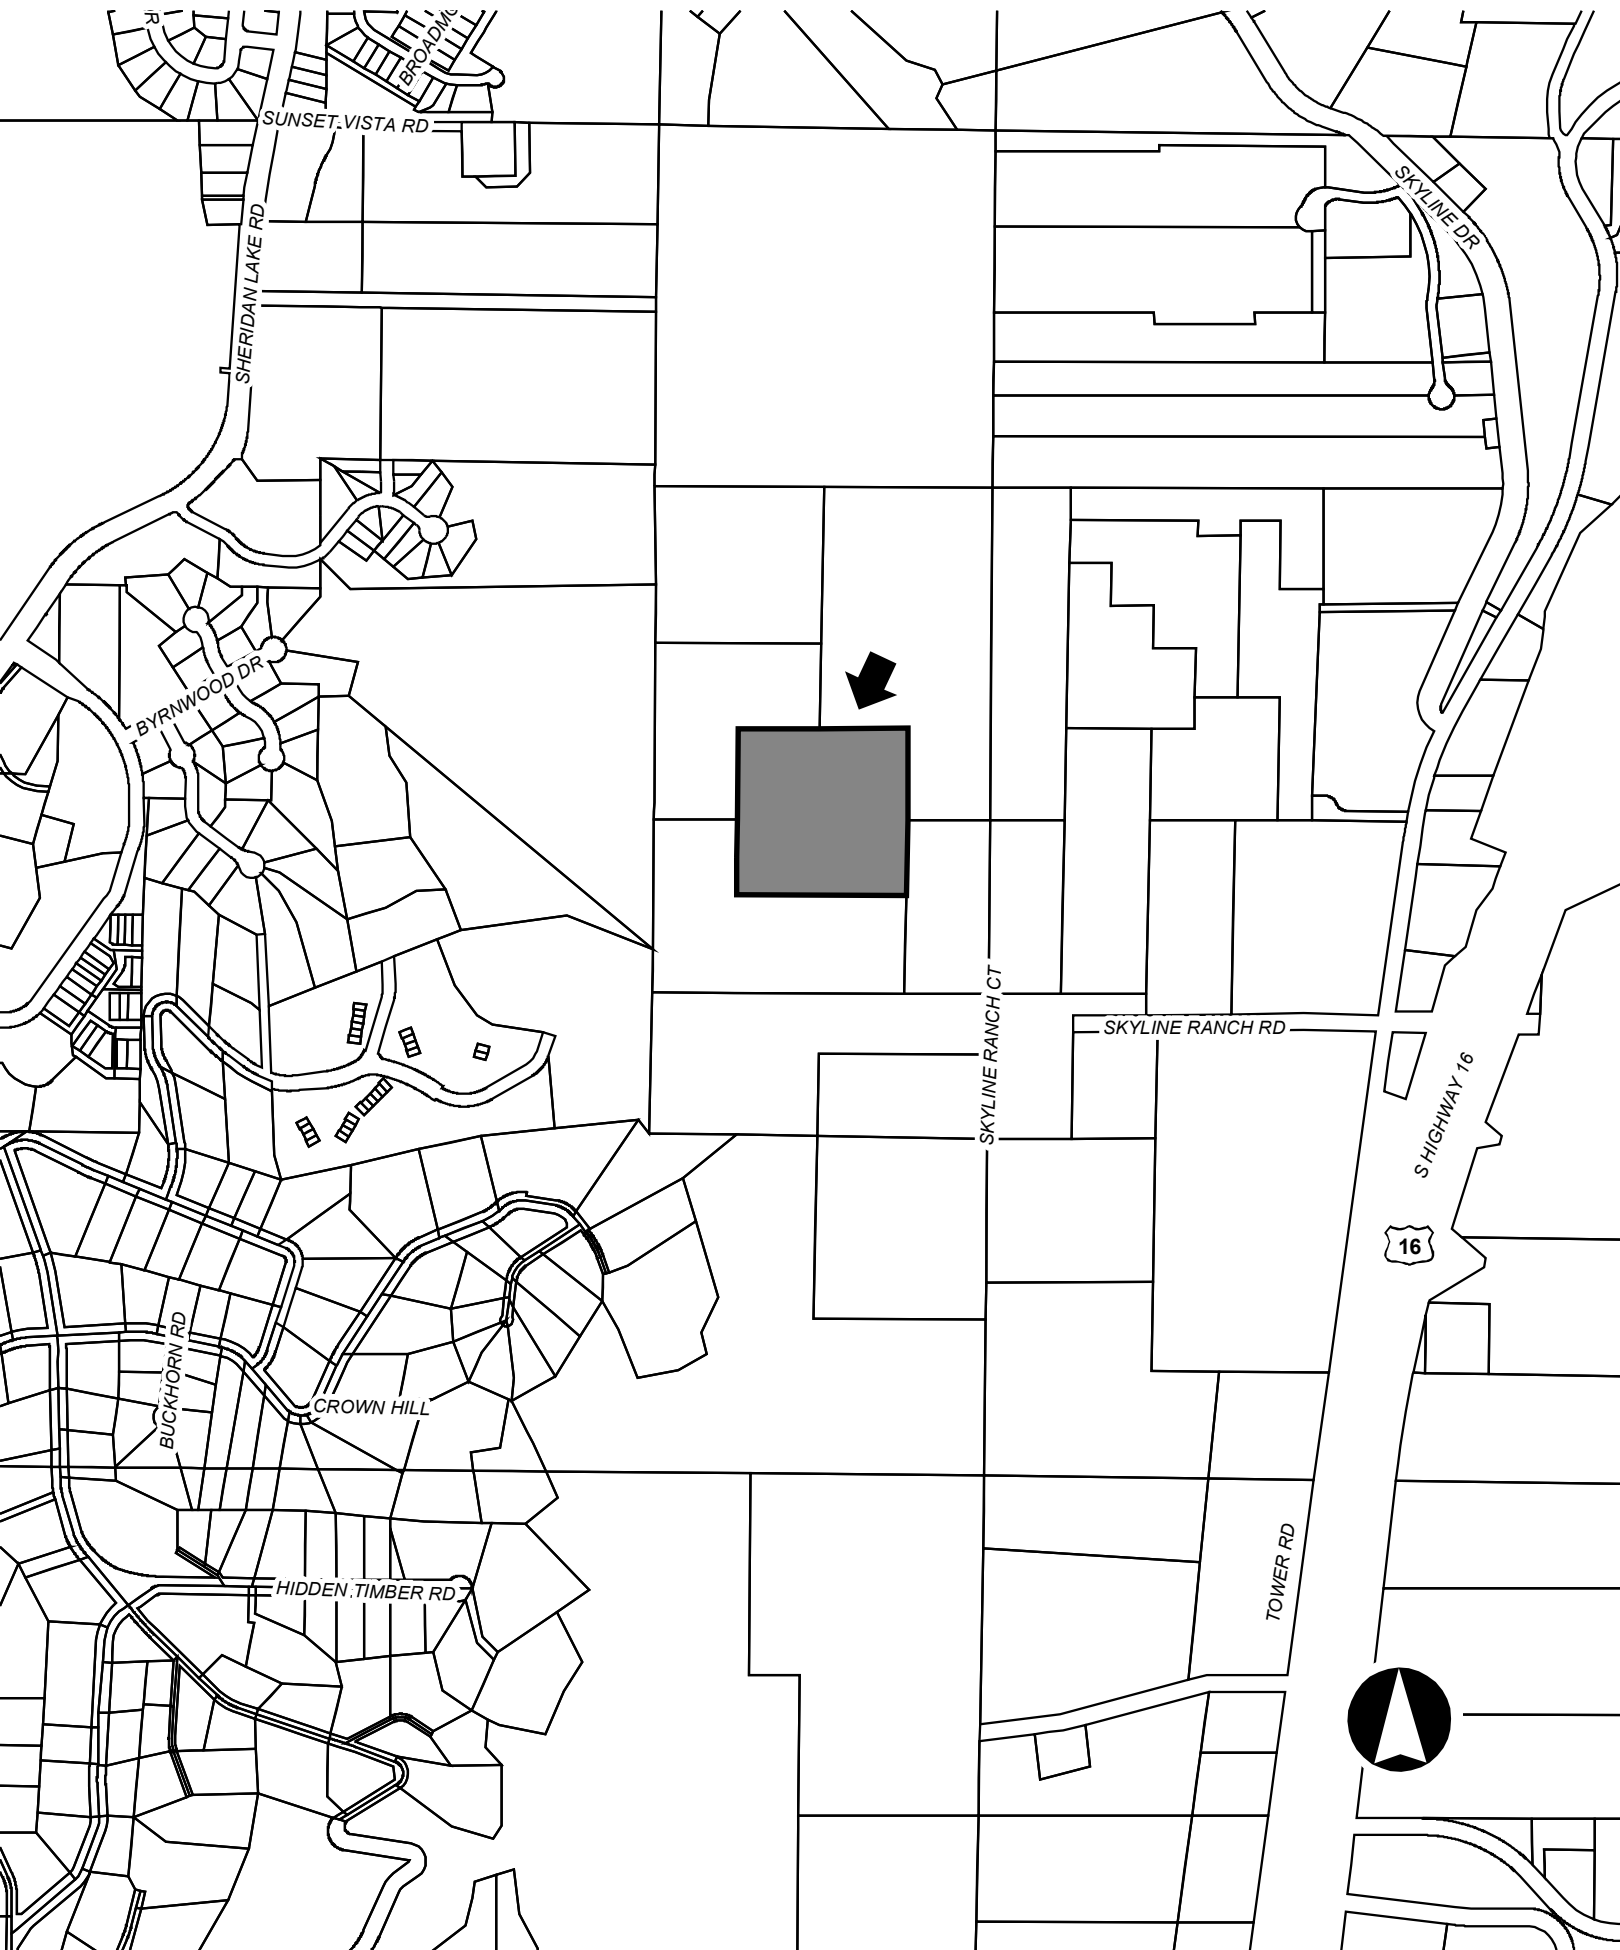 SUNSET VISTA RD
SKYLINE DR
SHERIDAN LAKE RD
BYRNWOOD DR
SKYLINE RANCH CT
SKYLINE RANCH RD
S HIGHWAY 16
16
BUCKHORN RD
CROWN HILL
TOWER RD
HIDDEN TIMBER RD